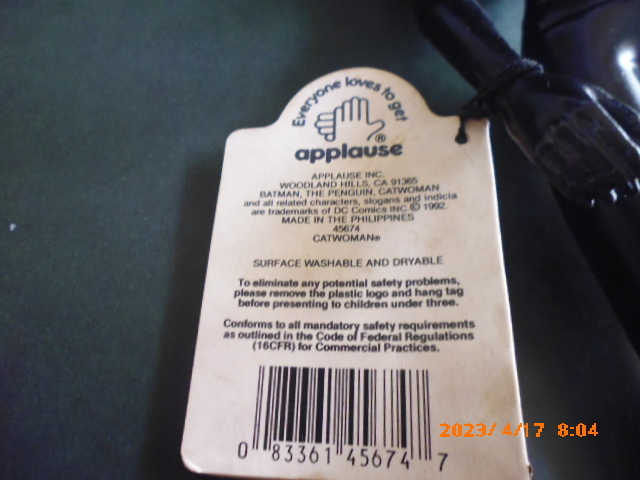 Everyone loves to get
®
applause
APPLAUSE INC.
WOODLAND HILLS, CA 91365
BATMAN, THE PENGUIN, CATWOMAN
and all related characters, slogans and indicia
are trademarks of DC Comics INC © 1992.
MADE IN THE PHILIPPINES
45674
CATWOMAN®
SURFACE WASHABLE AND DRYABLE
To eliminate any potential safety problems,
please remove the plastic logo and hang tag
before presenting to children under three.
Conforms to all mandatory safety requirements
as outlined in the Code of Federal Regulations
(16CFR) for Commercial Practices.
0 83361 45674 7
2023/ 4/17 8:04